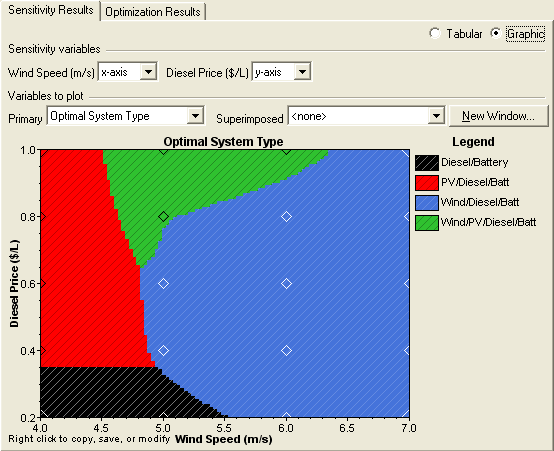 Sensitivity Results Optimization Results
Tabular Graphic
Sensitivity variables
Wind Speed (m/s) x-axis Diesel Price ($/L) y-axis
Variables to plot
Primary Optimal System Type Superimposed <none> New Window...
Optimal System Type Legend
Diesel/Battery
PV/Diesel/Batt
Wind/Diesel/Batt
Wind/PV/Diesel/Batt
Diesel Price ($/L)
1.0
0.8
0.6
0.4
0.2
4.0 4.5 5.0 5.5 6.0 6.5 7.0
Right click to copy, save, or modify Wind Speed (m/s)